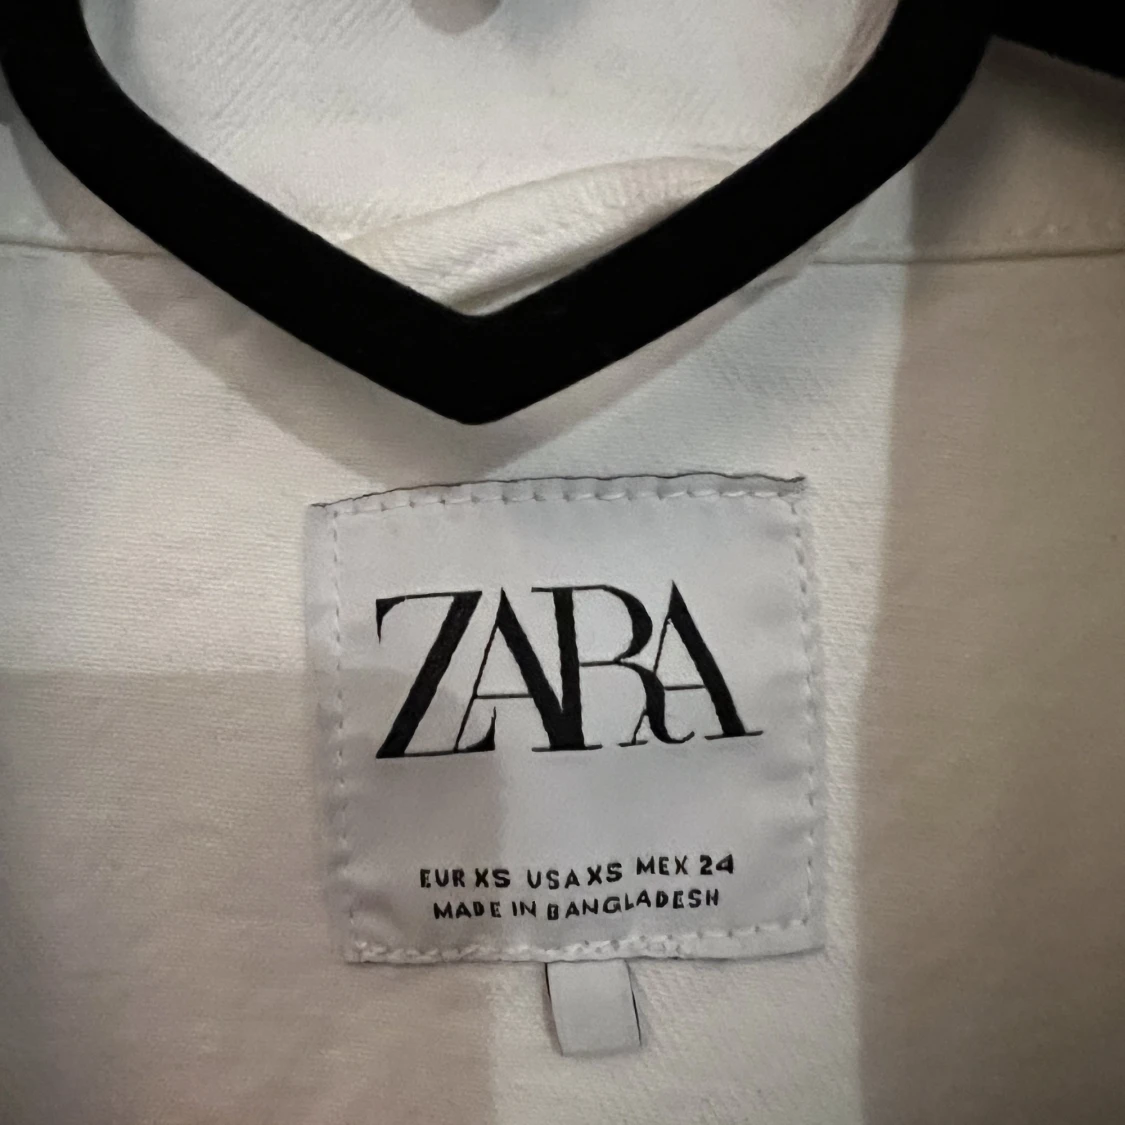 ZARA
EUR XS USA XS MEX 24
MADE IN BANGLADESH